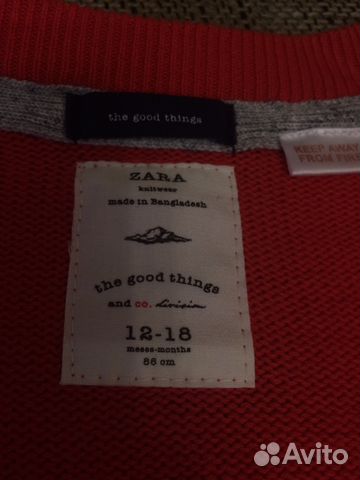 the good things
KEEP AWAY
FROM FIRE
ZARA
knitwear
made in Bangladesh
the good things
and co. division
12-18
meses-months
86 cm
Avito